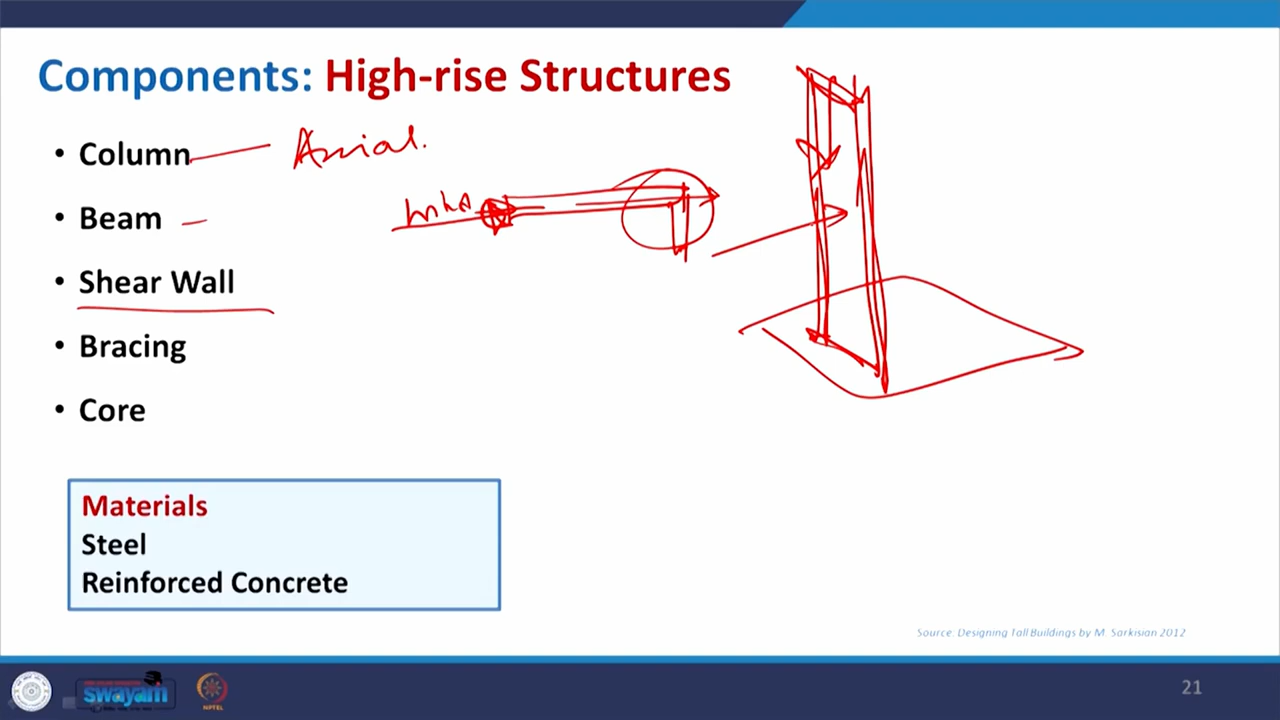 Components: High-rise Structures
• Column
Axial.
• Beam
• Shear Wall
• Bracing
• Core
Materials
Steel
Reinforced Concrete
Source: Designing Tall Buildings by M. Sarkisian 2012
swayam
NPTEL
21